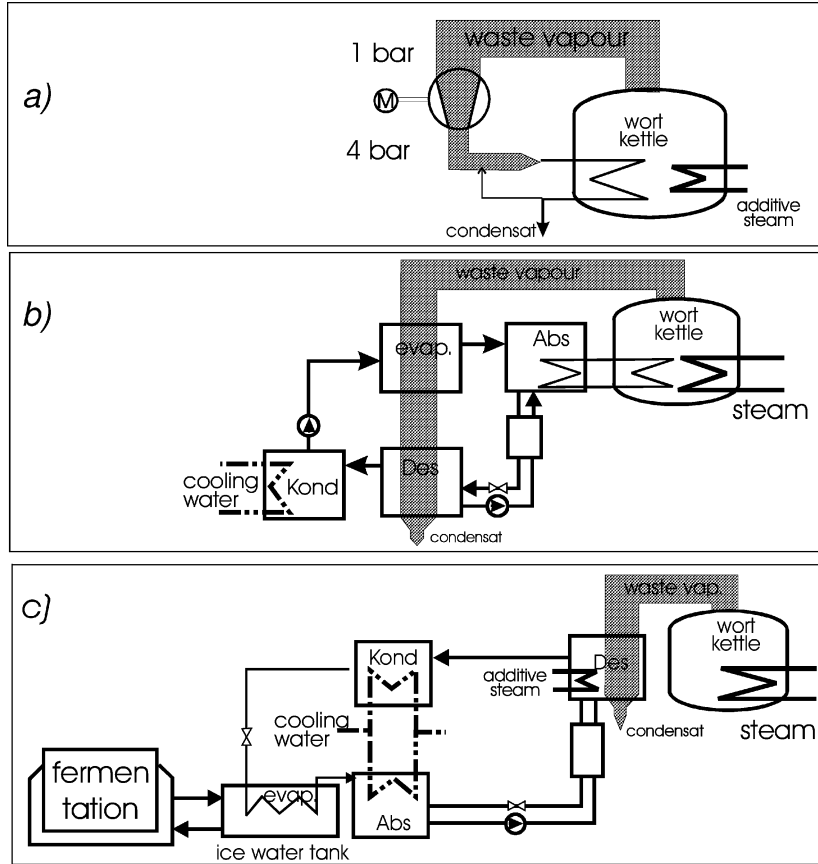 a)
waste vapour
1 bar
M
4 bar
wort
kettle
additive
steam
condensat
b)
waste vapour
evap.
Abs
wort
kettle
steam
Des
cooling
water
Kond
condensat
c)
waste vap.
wort
kettle
Kond
additive
steam
Des
steam
condensat
cooling
water
fermen
tation
evap.
Abs
ice water tank